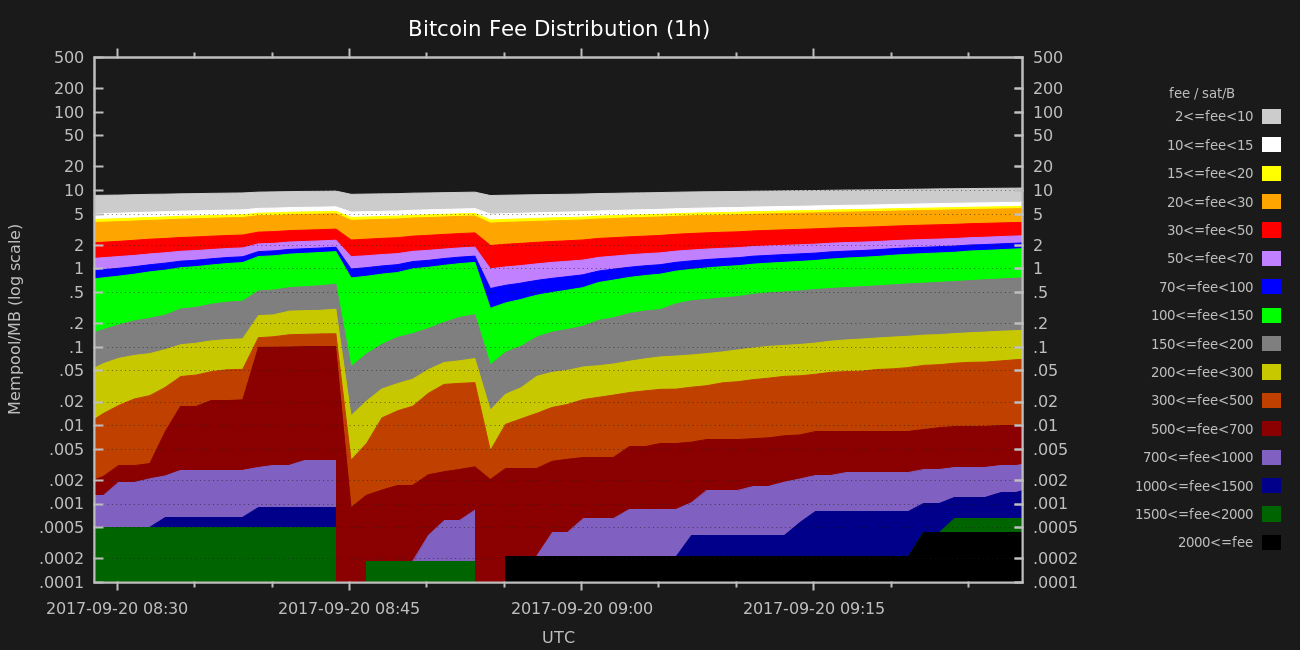 Bitcoin Fee Distribution (1h)
Mempool/MB (log scale)
500
200
100
50
20
10
5
2
1
.5
.2
.1
.05
.02
.01
.005
.002
.001
.0005
.0002
.0001
500
200
100
50
20
10
5
2
1
.5
.2
.1
.05
.02
.01
.005
.002
.001
.0005
.0002
.0001
2017-09-20 08:30
2017-09-20 08:45
2017-09-20 09:00
2017-09-20 09:15
UTC
fee / sat/B
2<=fee<10
10<=fee<15
15<=fee<20
20<=fee<30
30<=fee<50
50<=fee<70
70<=fee<100
100<=fee<150
150<=fee<200
200<=fee<300
300<=fee<500
500<=fee<700
700<=fee<1000
1000<=fee<1500
1500<=fee<2000
2000<=fee